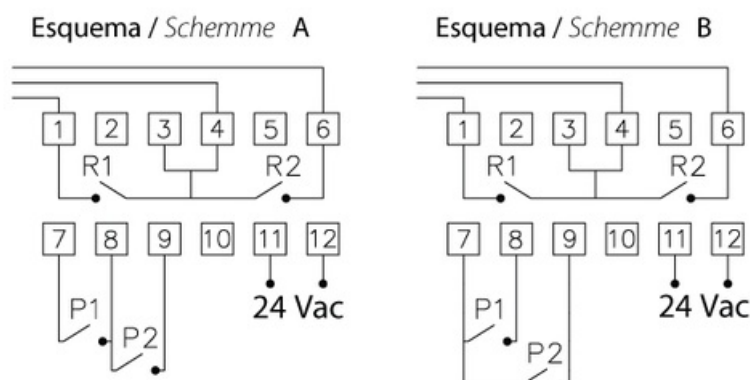 Esquema / Schemme A
Esquema / Schemme B
1 2 3 4 5 6
1 2 3 4 5 6
R1 R2
R1 R2
7 8 9 10 11 12
7 8 9 10 11 12
24 Vac
24 Vac
P1
P1
P2
P2